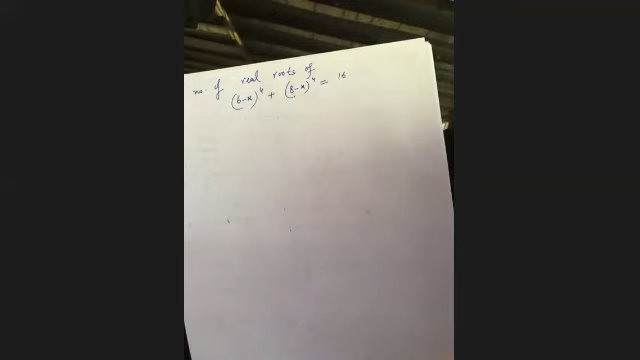 no. of real roots of
(6-x)⁴ + (8-x)⁴ = 16